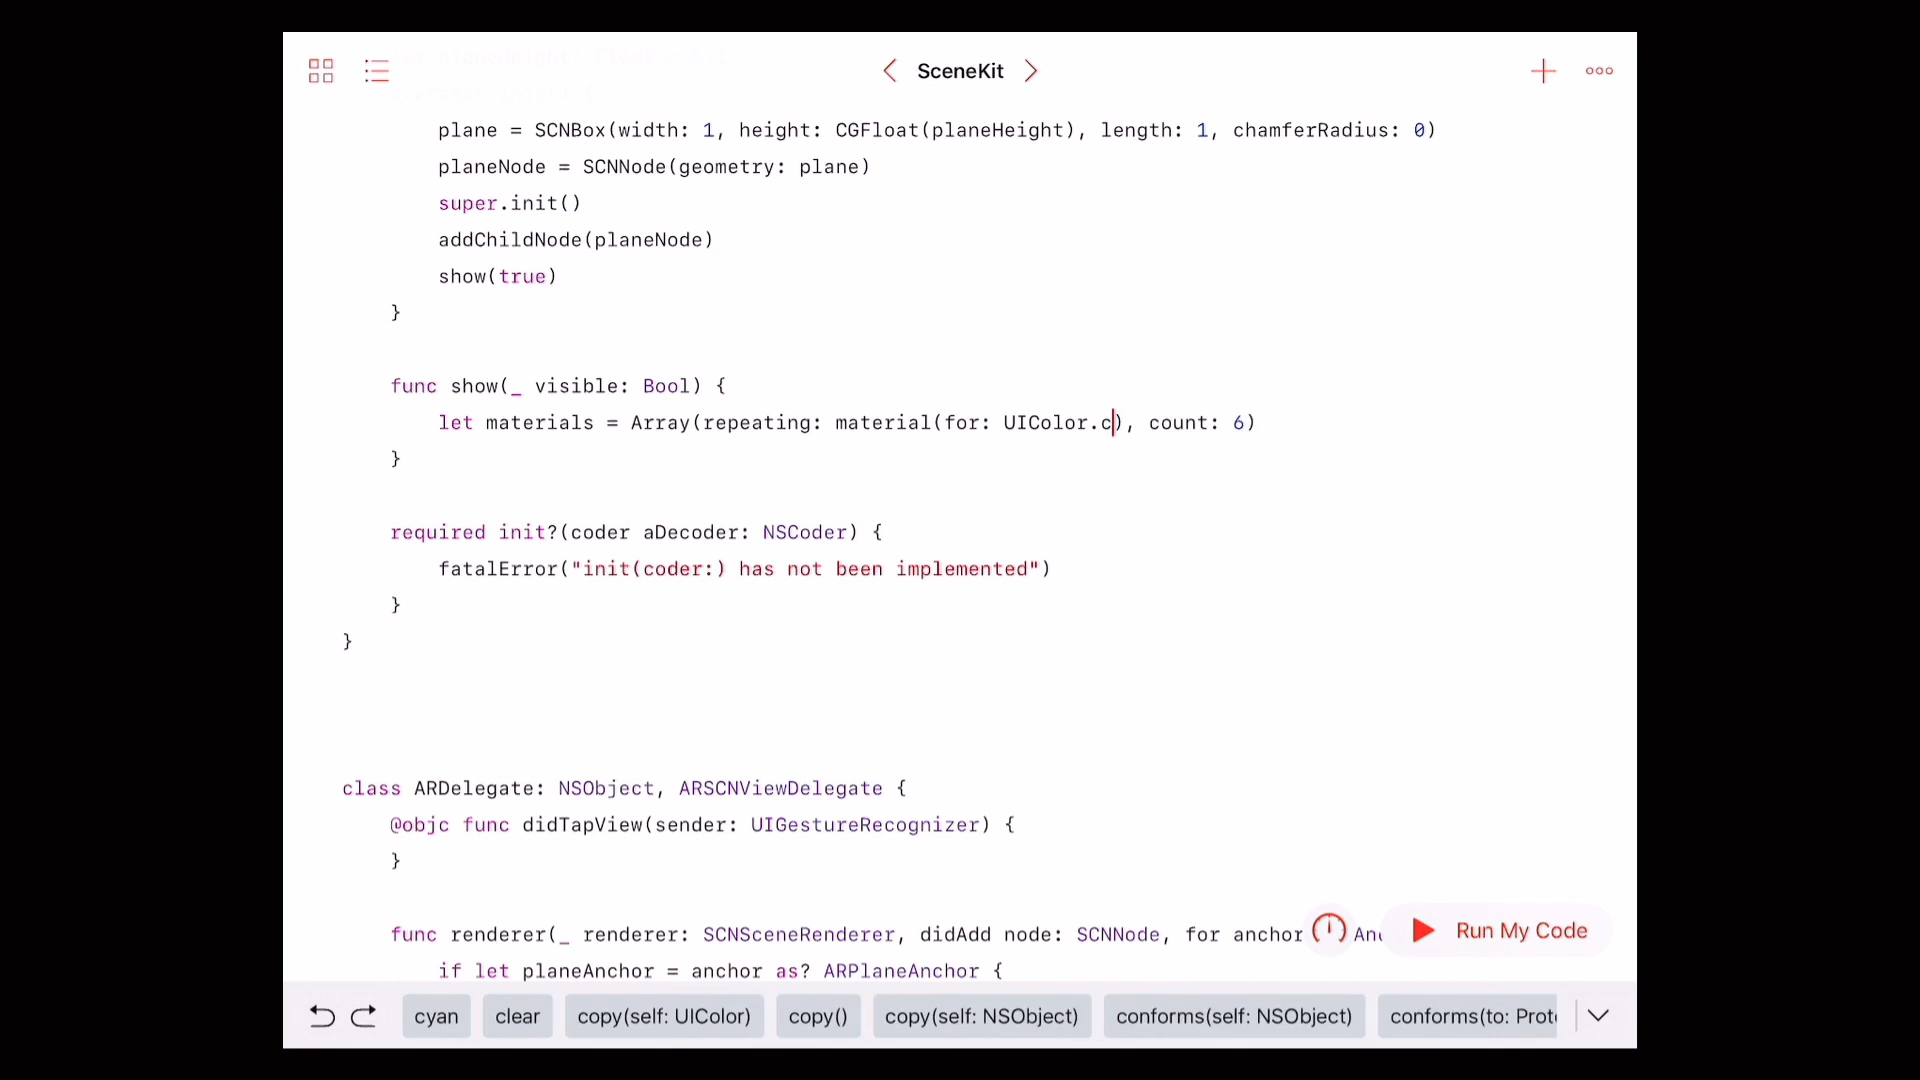 SceneKit
plane = SCNBox(width: 1, height: CGFloat(planeHeight), length: 1, chamferRadius: 0)
planeNode = SCNNode(geometry: plane)
super.init()
addChildNode(planeNode)
show(true)
}
func show(_ visible: Bool) {
let materials = Array(repeating: material(for: UIColor.c), count: 6)
}
required init?(coder aDecoder: NSCoder) {
fatalError("init(coder:) has not been implemented")
}
}
class ARDelegate: NSObject, ARSCNViewDelegate {
@objc func didTapView(sender: UIGestureRecognizer) {
}
func renderer(_ renderer: SCNSceneRenderer, didAdd node: SCNNode, for anchor
Run My Code
if let planeAnchor = anchor as? ARPlaneAnchor {
cyan clear copy(self: UIColor) copy() copy(self: NSObject) conforms(self: NSObject) conforms(to: Prot